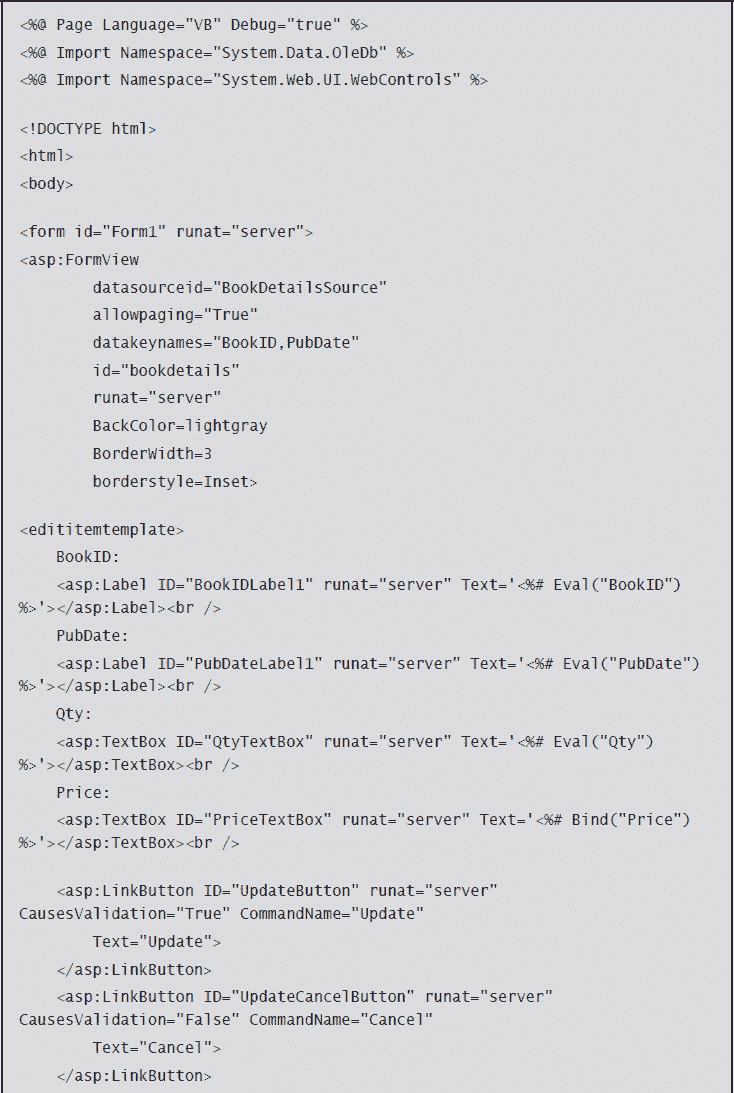 <%@ Page Language="VB" Debug="true" %>
<%@ Import Namespace="System.Data.OleDb" %>
<%@ Import Namespace="System.Web.UI.WebControls" %>
<!DOCTYPE html>
<html>
<body>
<form id="Form1" runat="server">
<asp:FormView
datasourceid="BookDetailsSource"
allowpaging="True"
datakeynames="BookID,PubDate"
id="bookdetails"
runat="server"
BackColor=lightgray
BorderWidth=3
borderstyle=Inset>
<edititemtemplate>
BookID:
<asp:Label ID="BookIDLabel1" runat="server" Text='<%# Eval("BookID")
%>'></asp:Label><br />
PubDate:
<asp:Label ID="PubDateLabel1" runat="server" Text='<%# Eval("PubDate")
%>'></asp:Label><br />
Qty:
<asp:TextBox ID="QtyTextBox" runat="server" Text='<%# Eval("Qty")
%>'></asp:TextBox><br />
Price:
<asp:TextBox ID="PriceTextBox" runat="server" Text='<%# Bind("Price")
%>'></asp:TextBox><br />
<asp:LinkButton ID="UpdateButton" runat="server"
CausesValidation="True" CommandName="Update"
Text="Update">
</asp:LinkButton>
<asp:LinkButton ID="UpdateCancelButton" runat="server"
CausesValidation="False" CommandName="Cancel"
Text="Cancel">
</asp:LinkButton>